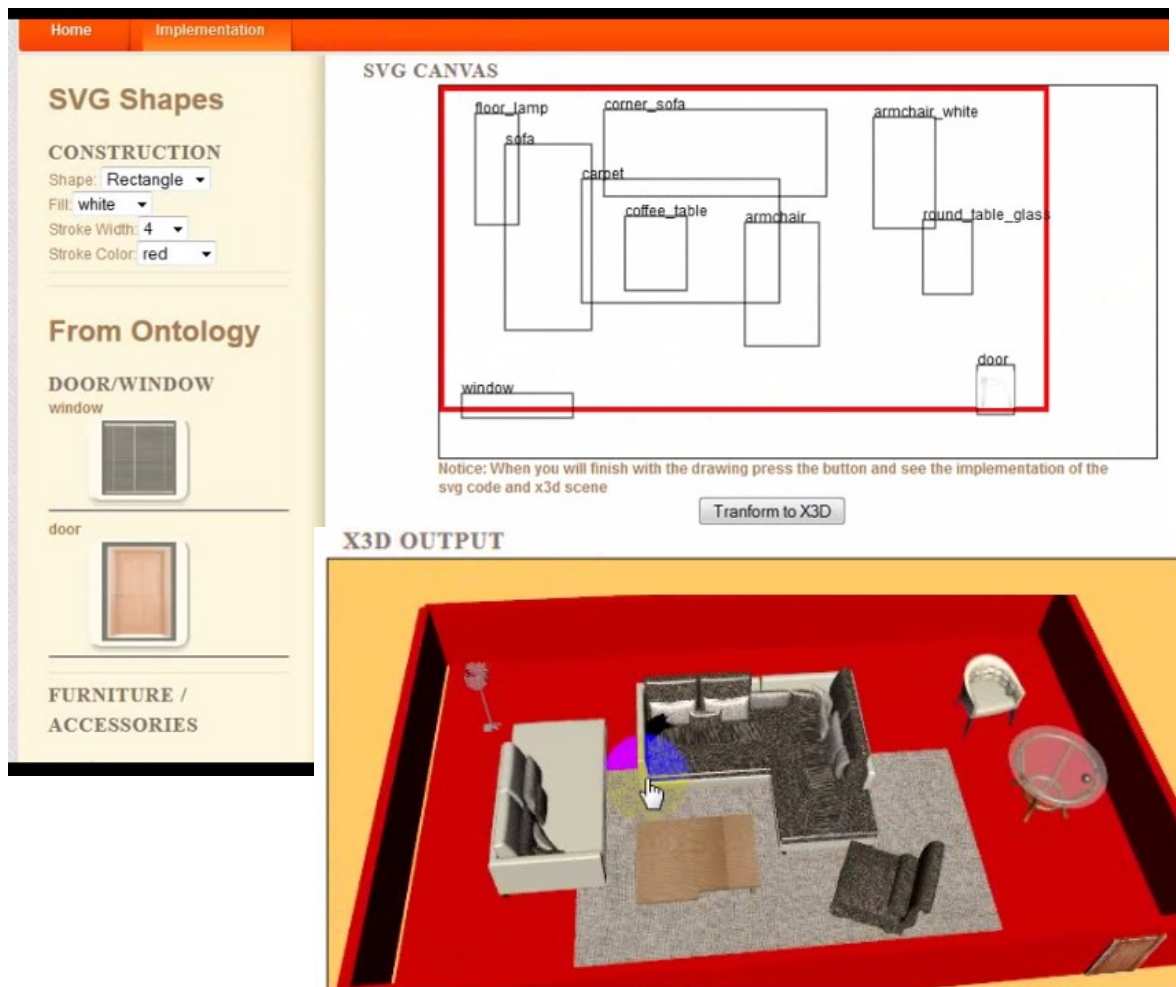 Home
Implementation
SVG Shapes
CONSTRUCTION
Shape: Rectangle
Fill: white
Stroke Width: 4
Stroke Color: red
From Ontology
DOOR/WINDOW
window
door
FURNITURE /
ACCESSORIES
SVG CANVAS
floor_lamp
corner_sofa
armchair_white
sofa
carpet
coffee_table
armchair
round_table_glass
door
window
Notice: When you will finish with the drawing press the button and see the implementation of the
svg code and x3d scene
Tranform to X3D
X3D OUTPUT